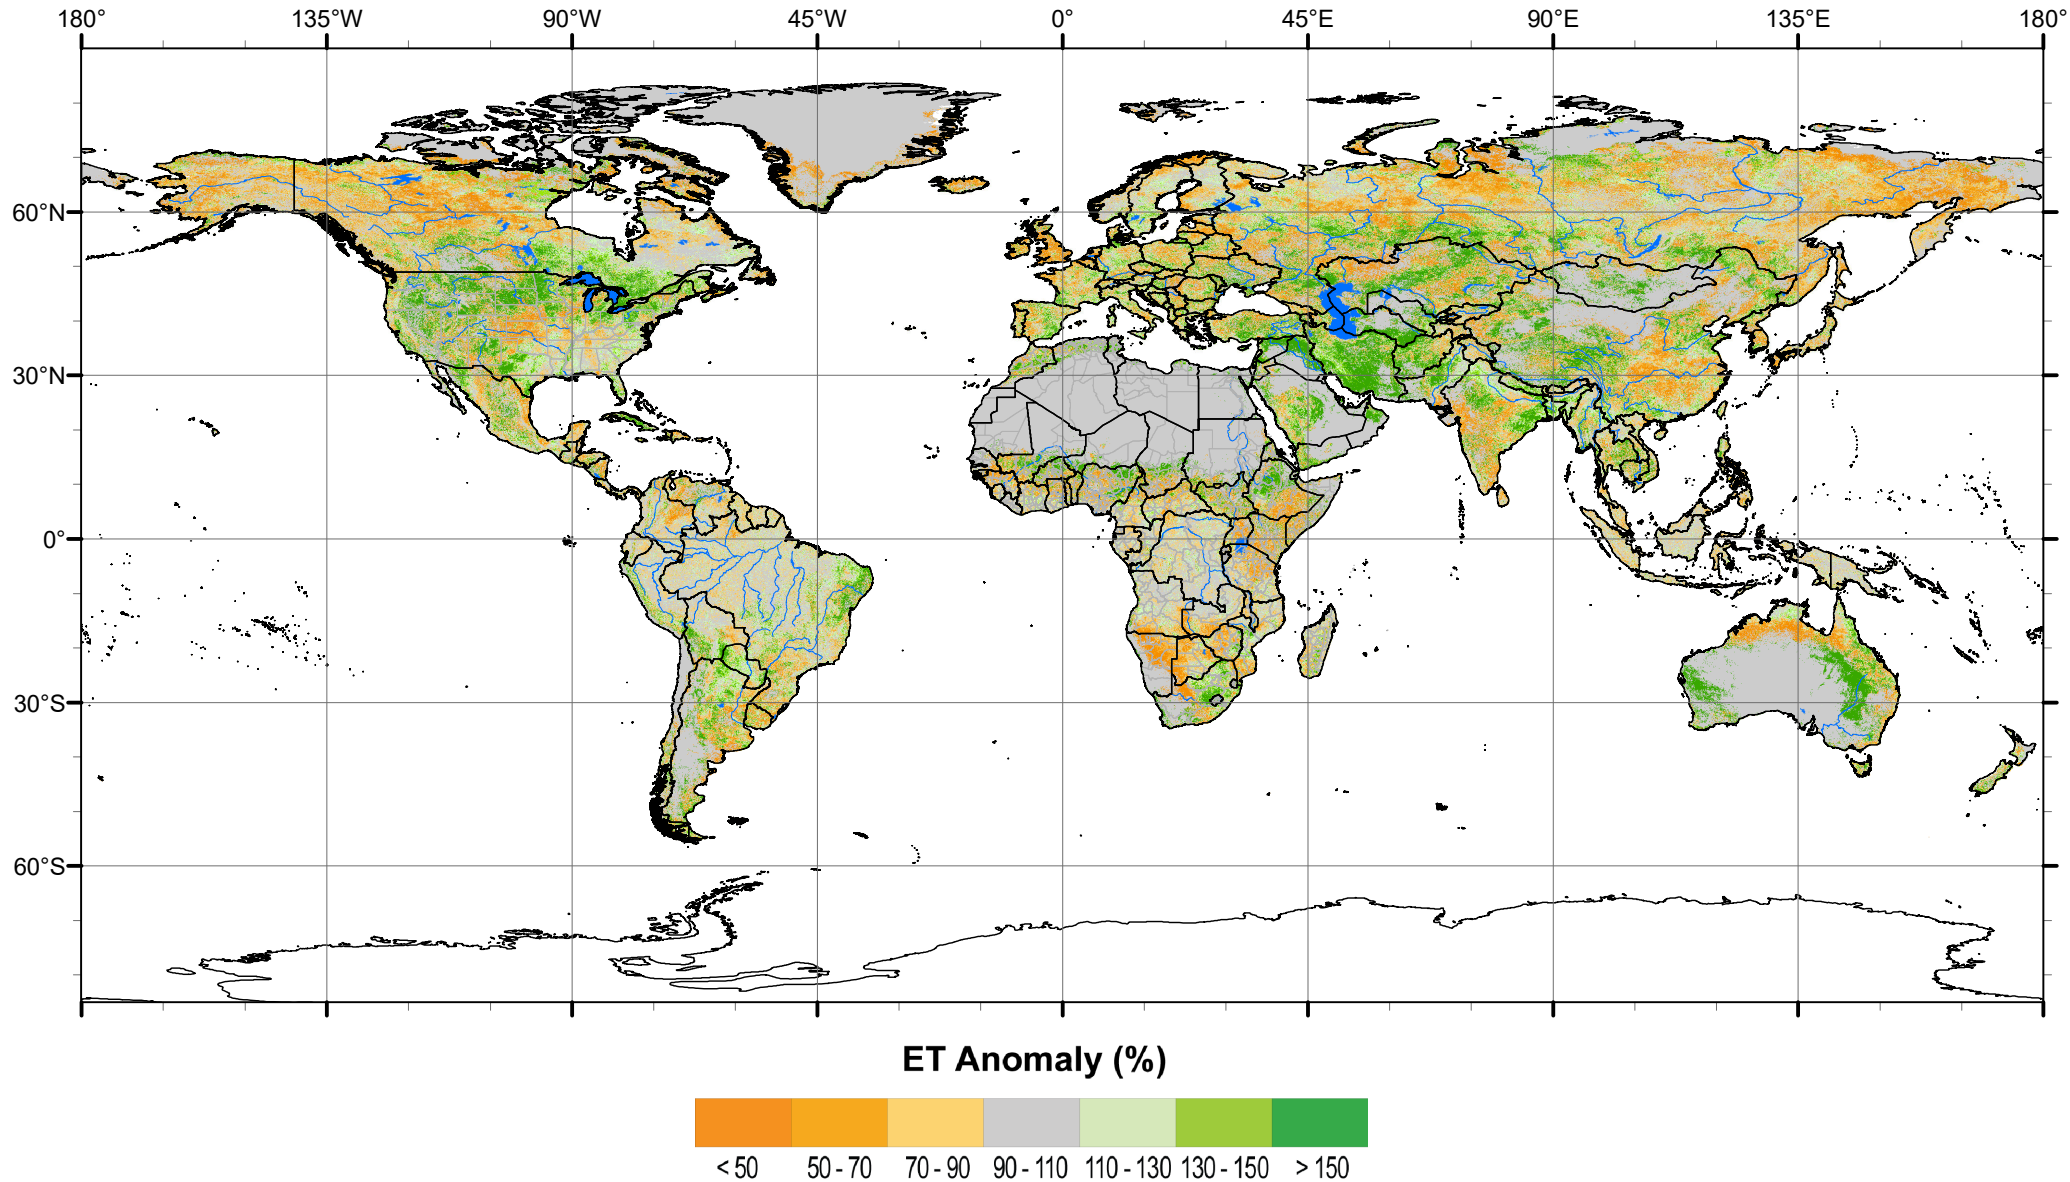 180° 135°W 90°W 45°W 0° 45°E 90°E 135°E 180°
60°N
30°N
0°
30°S
60°S
ET Anomaly (%)
< 50 50 - 70 70 - 90 90 - 110 110 - 130 130 - 150 > 150